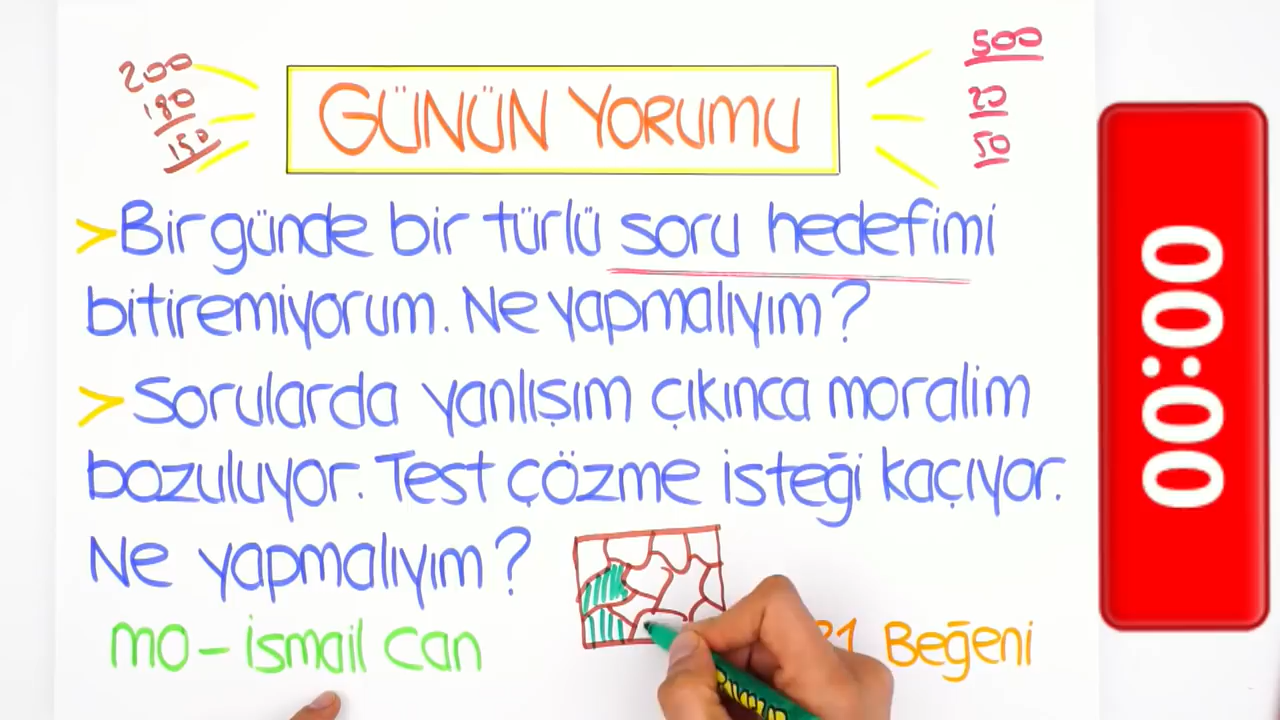 200
180
150
GÜNÜN YORUMU
500
20
50
>Bir günde bir türlü soru hedefimi
bitiremiyorum. Ne yapmalıyım?
>Sorularda yanlışım çıkınca moralim
bozuluyor. Test çözme isteği kaçıyor.
Ne yapmalıyım?
mo-ismail can
Beğeni
00:00